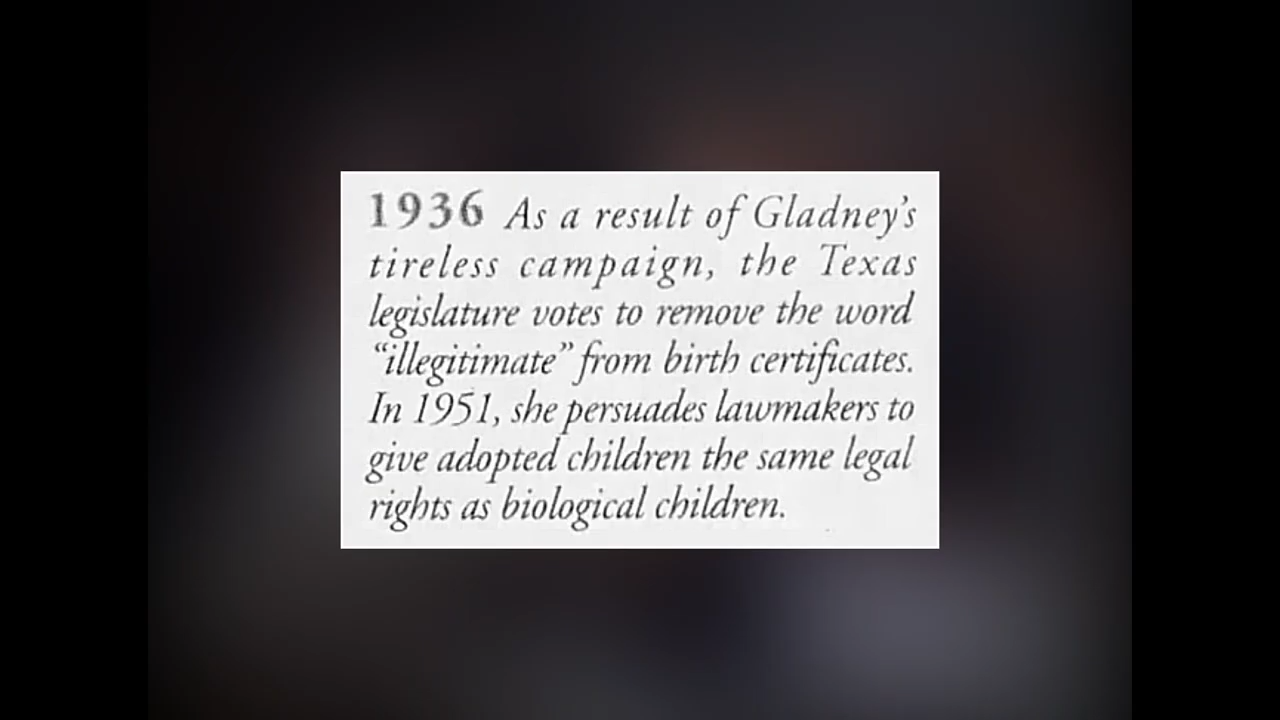 1936 As a result of Gladney's
tireless campaign, the Texas
legislature votes to remove the word
“illegitimate” from birth certificates.
In 1951, she persuades lawmakers to
give adopted children the same legal
rights as biological children.